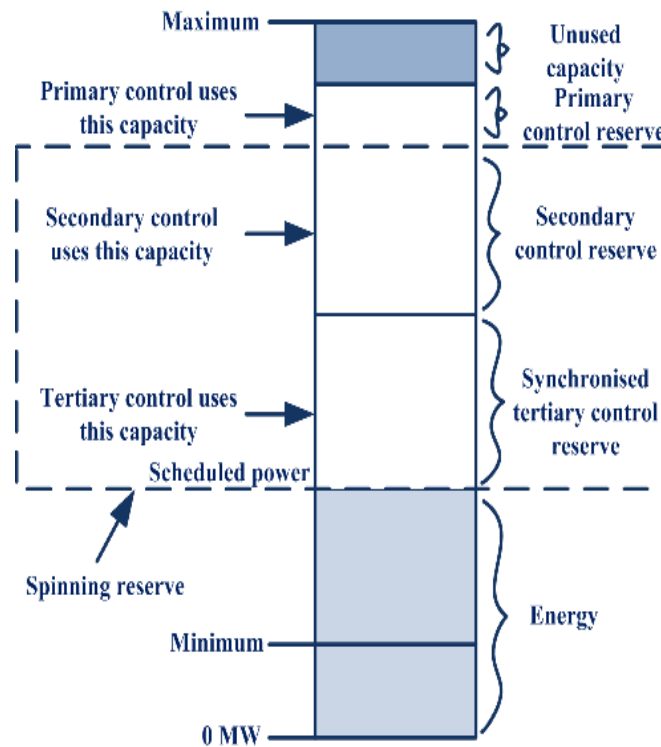 Maximum
Unused
capacity
Primary control uses
this capacity
Primary
control reserve
Secondary control
uses this capacity
Secondary
control reserve
Tertiary control uses
this capacity
Synchronised
tertiary control
reserve
Scheduled power
Spinning reserve
Energy
Minimum
0 MW